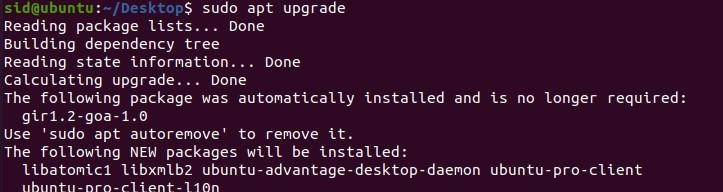 sid@ubuntu:~/Desktop$ sudo apt upgrade
Reading package lists... Done
Building dependency tree
Reading state information... Done
Calculating upgrade... Done
The following package was automatically installed and is no longer required:
  gir1.2-goa-1.0
Use 'sudo apt autoremove' to remove it.
The following NEW packages will be installed:
  libatomic1 libxmlb2 ubuntu-advantage-desktop-daemon ubuntu-pro-client
  ubuntu-pro-client-l10n